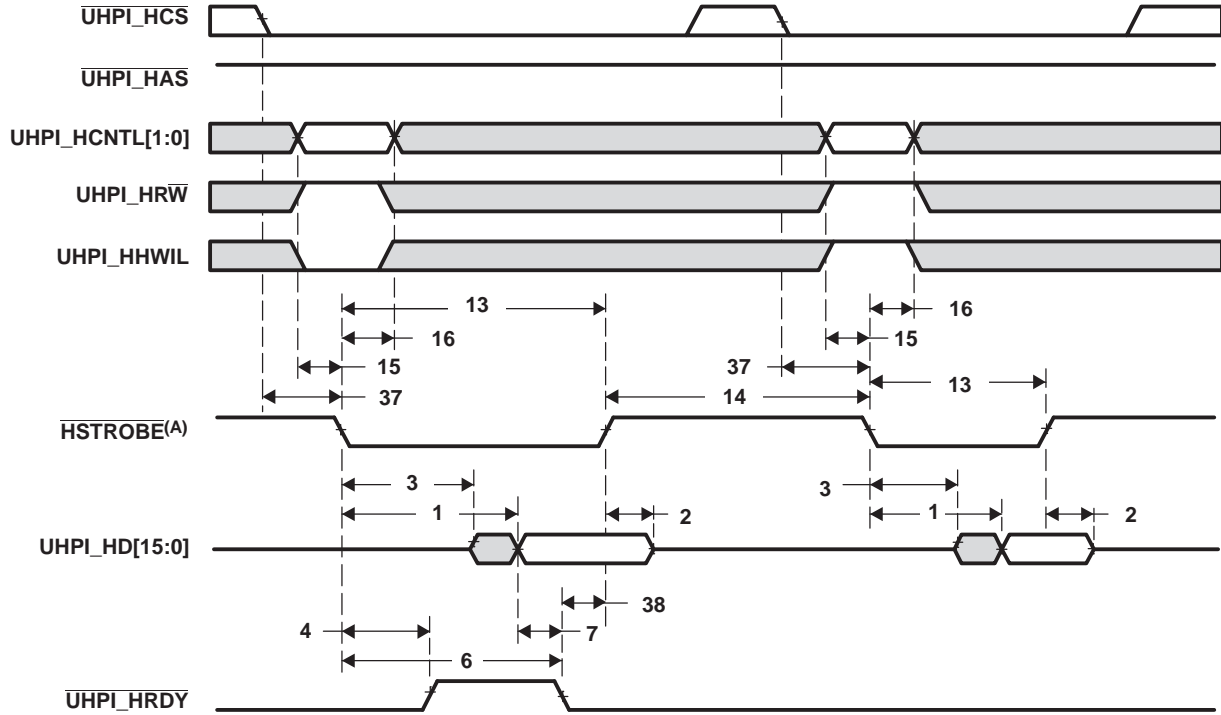 UHPI_HCS
UHPI_HAS
UHPI_HCNTL[1:0]
UHPI_HRW
UHPI_HHWIL
13
16
16
15
15
37
37
13
14
HSTROBE(A)
3
3
1
1
2
2
UHPI_HD[15:0]
38
4
7
6
UHPI_HRDY